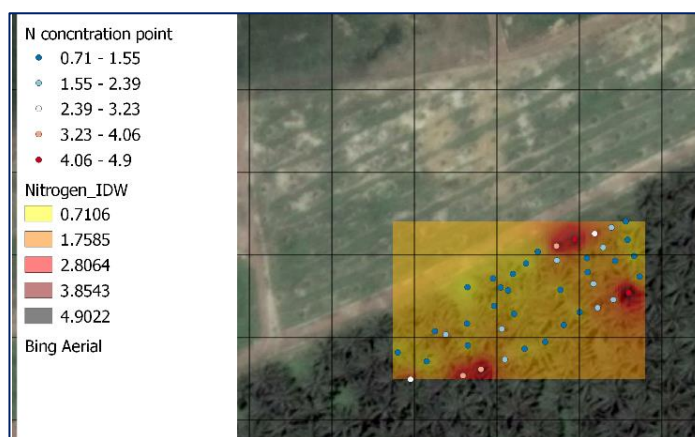 N concntration point
0.71 - 1.55
1.55 - 2.39
2.39 - 3.23
3.23 - 4.06
4.06 - 4.9
Nitrogen_IDW
0.7106
1.7585
2.8064
3.8543
4.9022
Bing Aerial